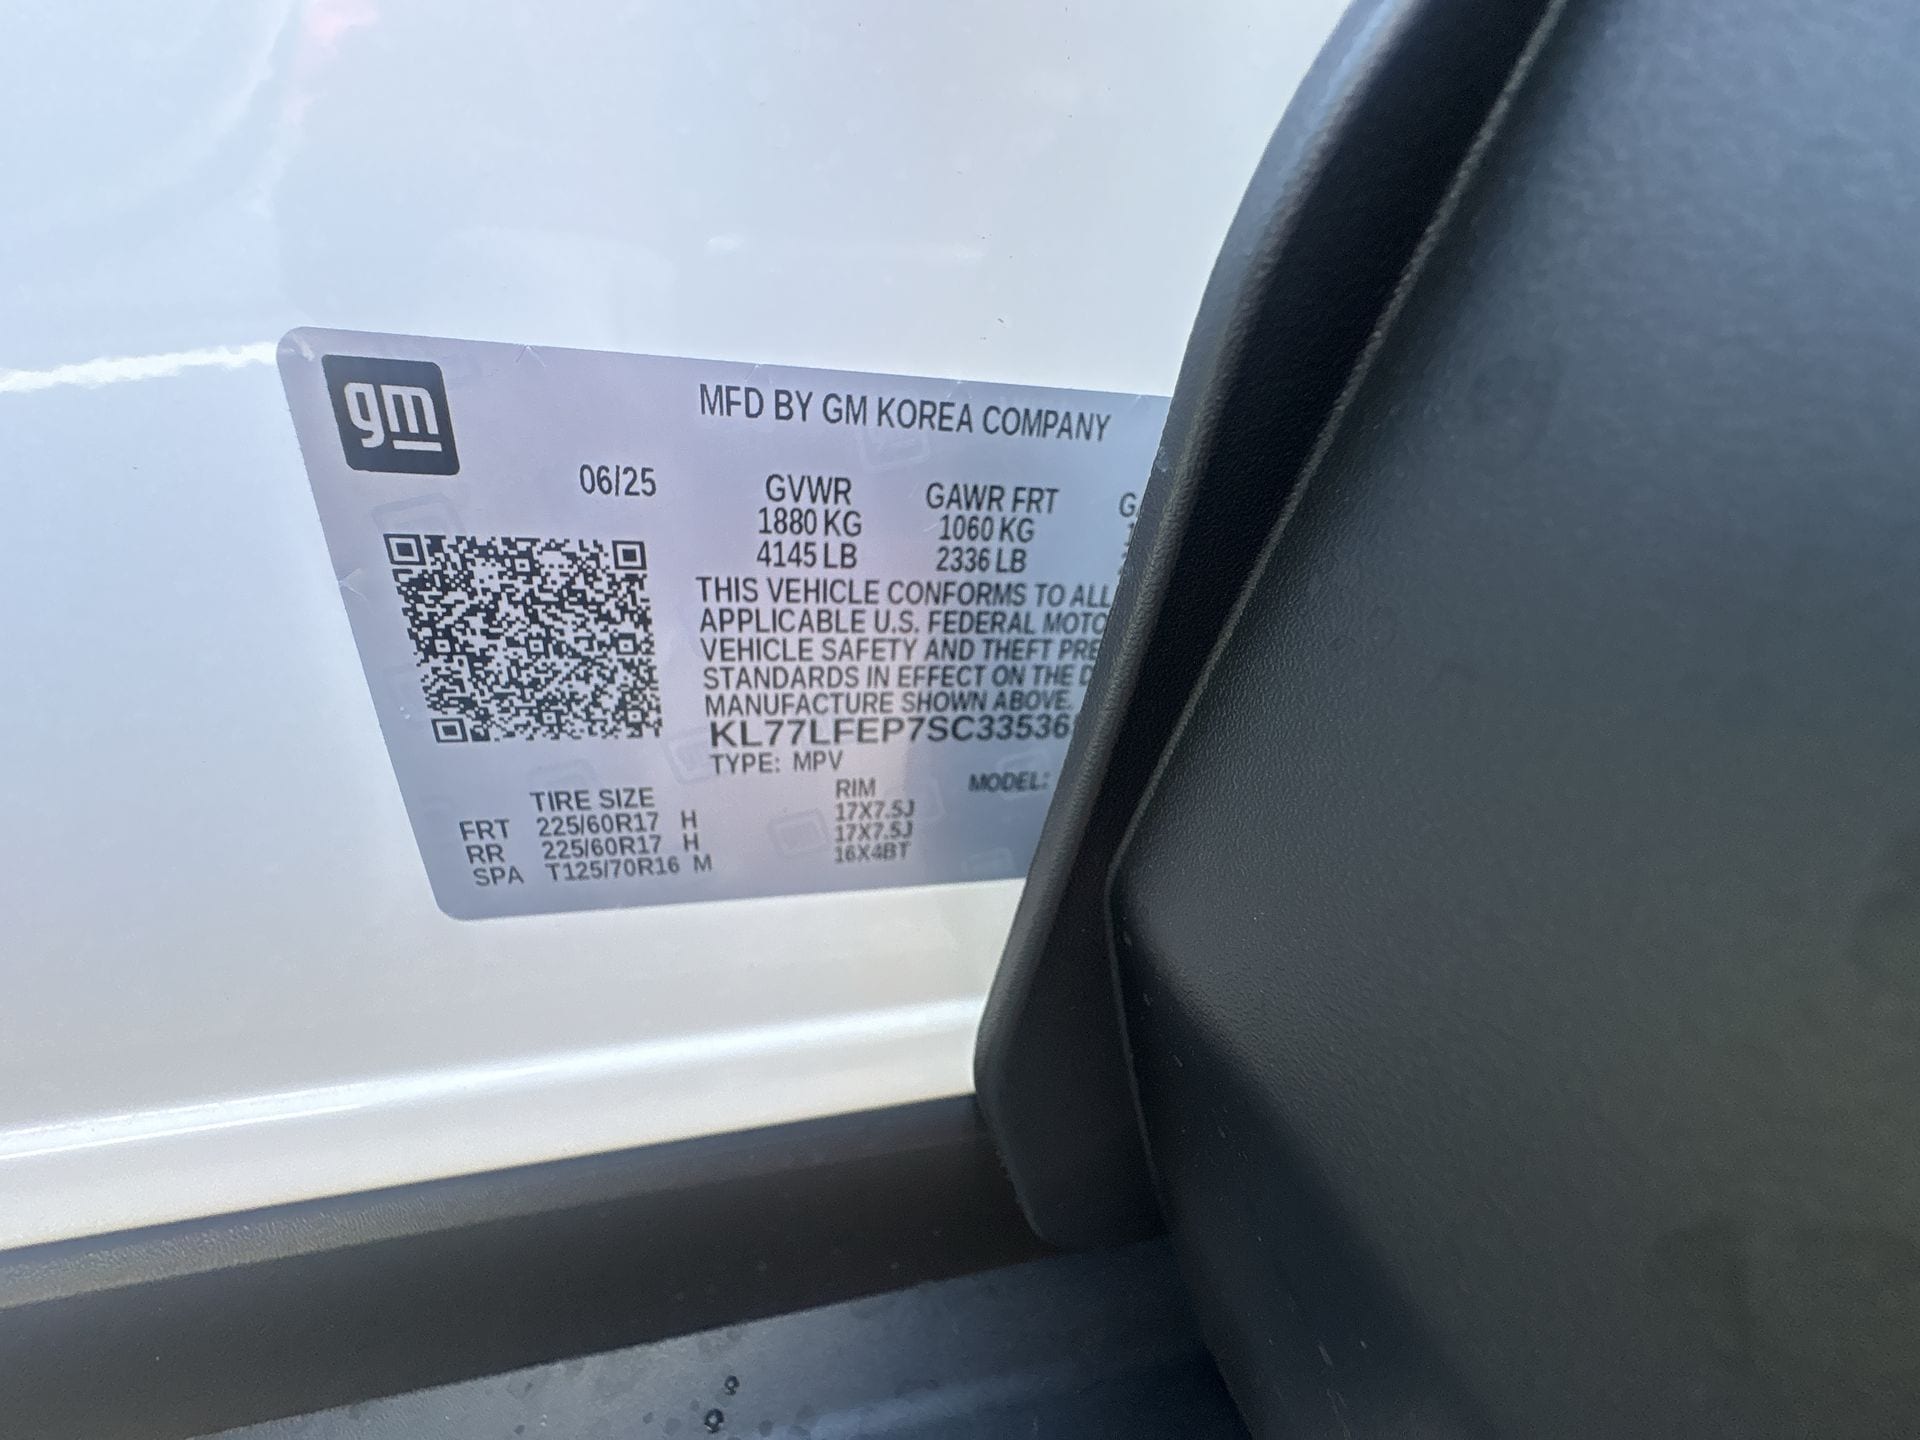 gm
MFD BY GM KOREA COMPANY
06/25
GVWR GAWR FRT
1880 KG 1060 KG
4145 LB 2336 LB
THIS VEHICLE CONFORMS TO ALL
APPLICABLE U.S. FEDERAL
VEHICLE SAFETY AND THEFT
STANDARDS IN EFFECT ON THE
MANUFACTURE SHOWN ABOVE.
KL77LFEP7SC33536
TYPE: MPV MODEL:
TIRE SIZE RIM
FRT 225/60R17 H 17X7.5J
RR 225/60R17 H 17X7.5J
SPA T125/70R16 M 16X4BT